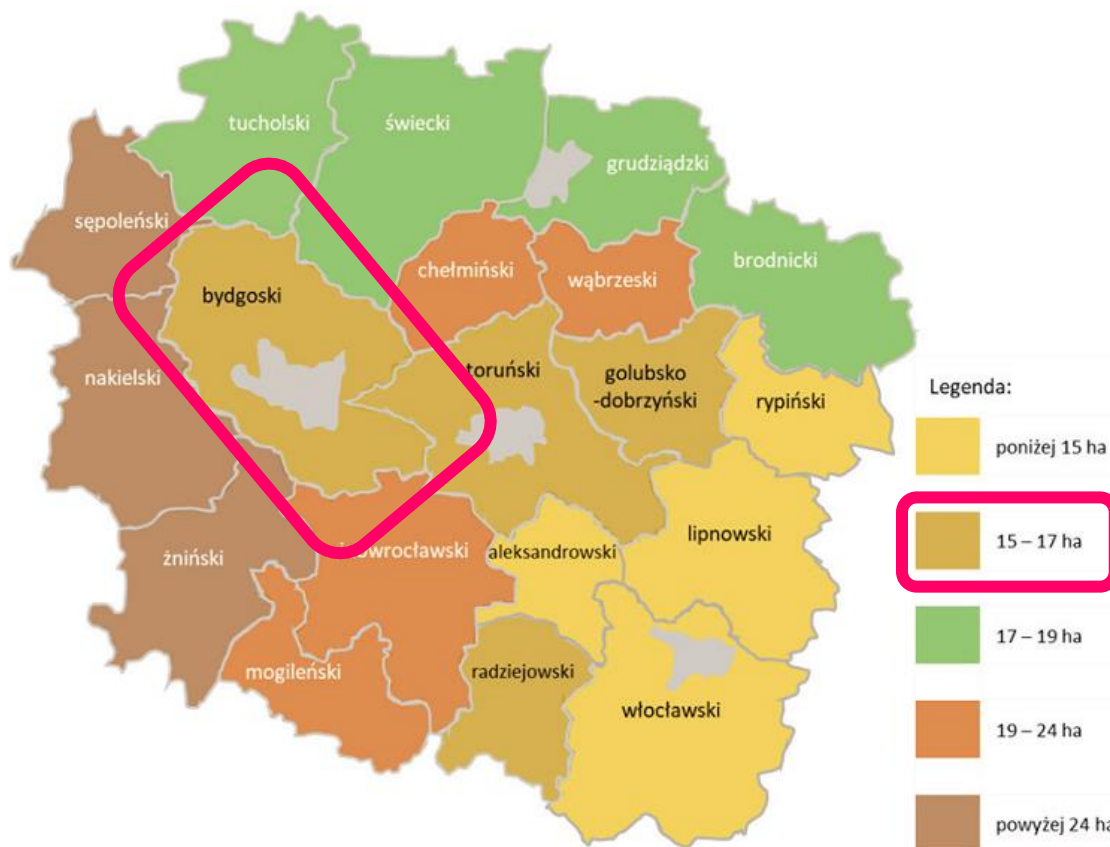 tucholski
świecki
grudziądzki
sępoleński
chełmiński
wąbrzeski
brodnicki
bydgoski
nakielski
toruński
golubsko
-dobrzyński
rypiński
żniński
aleksandrowski
lipnowski
mogileński
radziejowski
włocławski
Legenda:
poniżej 15 ha
15 – 17 ha
17 – 19 ha
19 – 24 ha
powyżej 24 ha